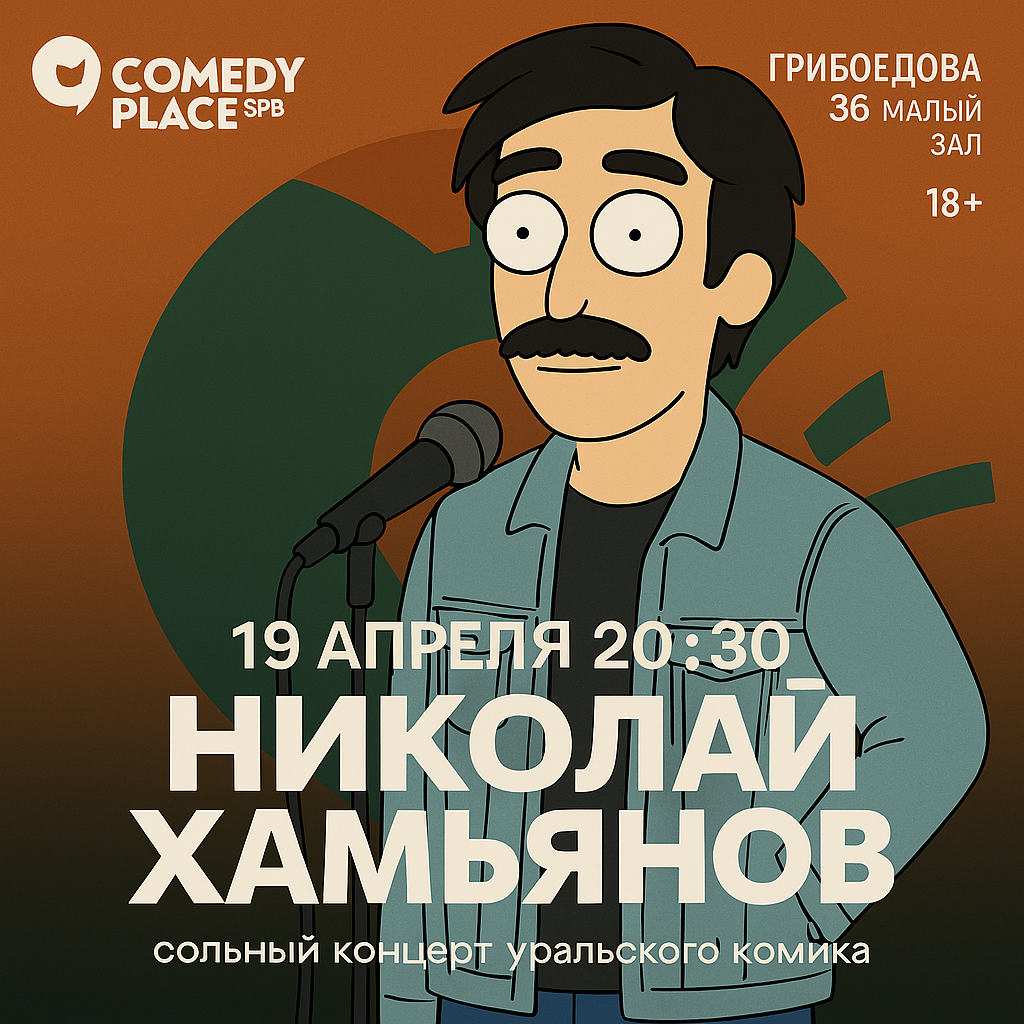 COMEDY
PLACE SPB
ГРИБОЕДОВА
36 МАЛЫЙ
ЗАЛ
18+
19 АПРЕЛЯ 20:30
НИКОЛАЙ
ХАМЬЯНОВ
сольный концерт уральского комика